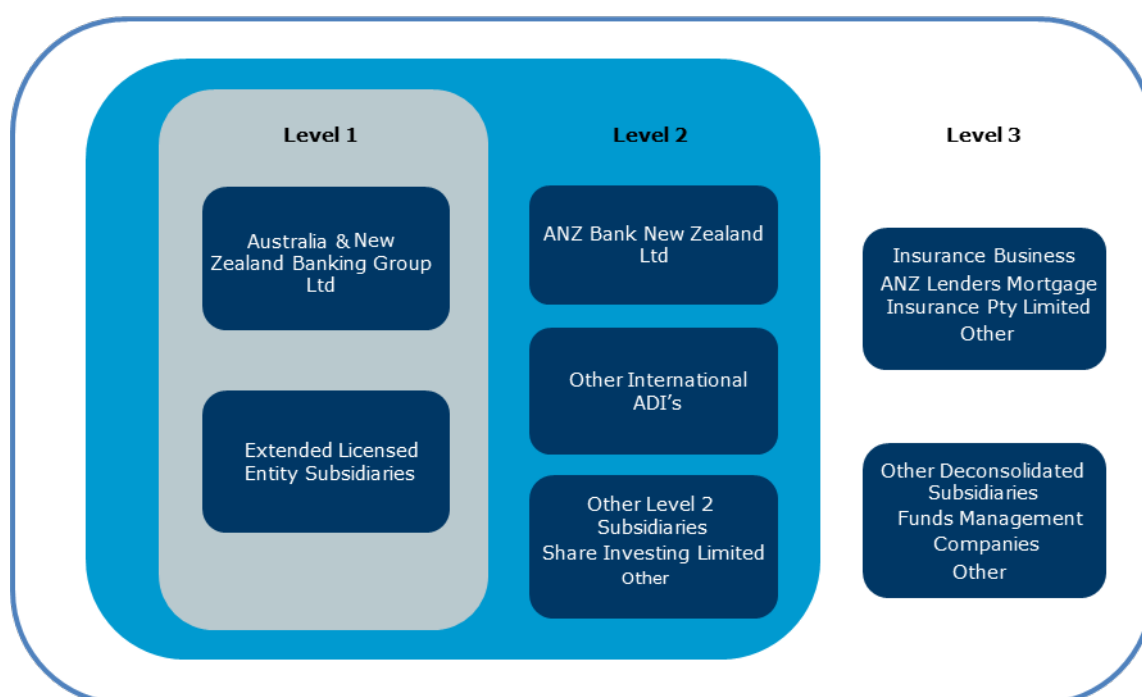 Level 1
Australia & New
Zealand Banking Group
Ltd
Extended Licensed
Entity Subsidiaries
Level 2
ANZ Bank New Zealand
Ltd
Other International
ADI's
Other Level 2
Subsidiaries
Share Investing Limited
Other
Level 3
Insurance Business
ANZ Lenders Mortgage
Insurance Pty Limited
Other
Other Deconsolidated
Subsidiaries
Funds Management
Companies
Other